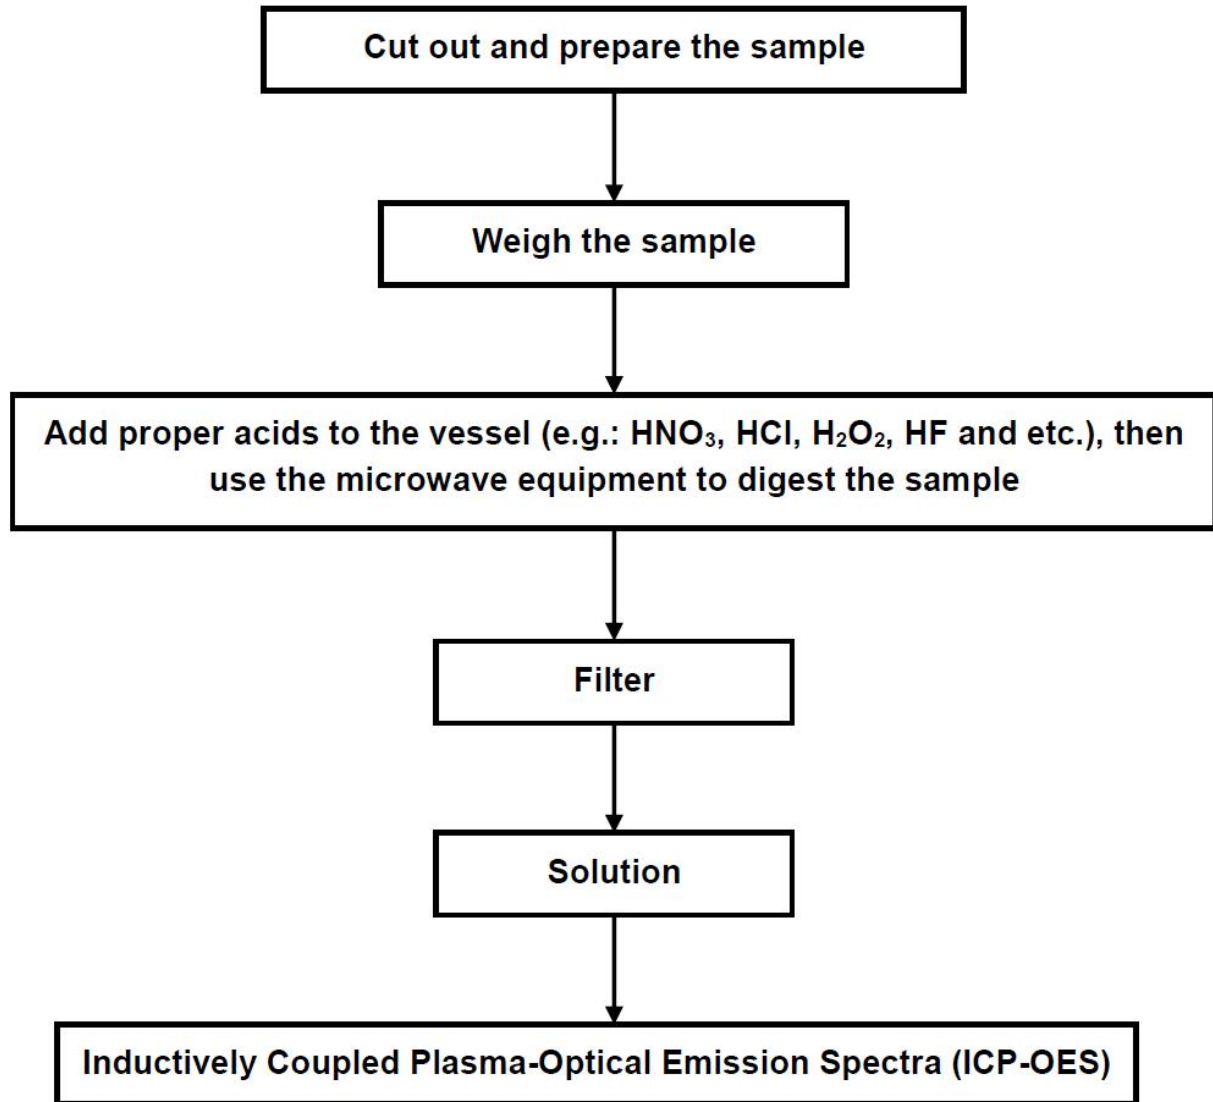 Cut out and prepare the sample
Weigh the sample
Add proper acids to the vessel (e.g.: HNO₃, HCl, H₂O₂, HF and etc.), then
use the microwave equipment to digest the sample
Filter
Solution
Inductively Coupled Plasma-Optical Emission Spectra (ICP-OES)